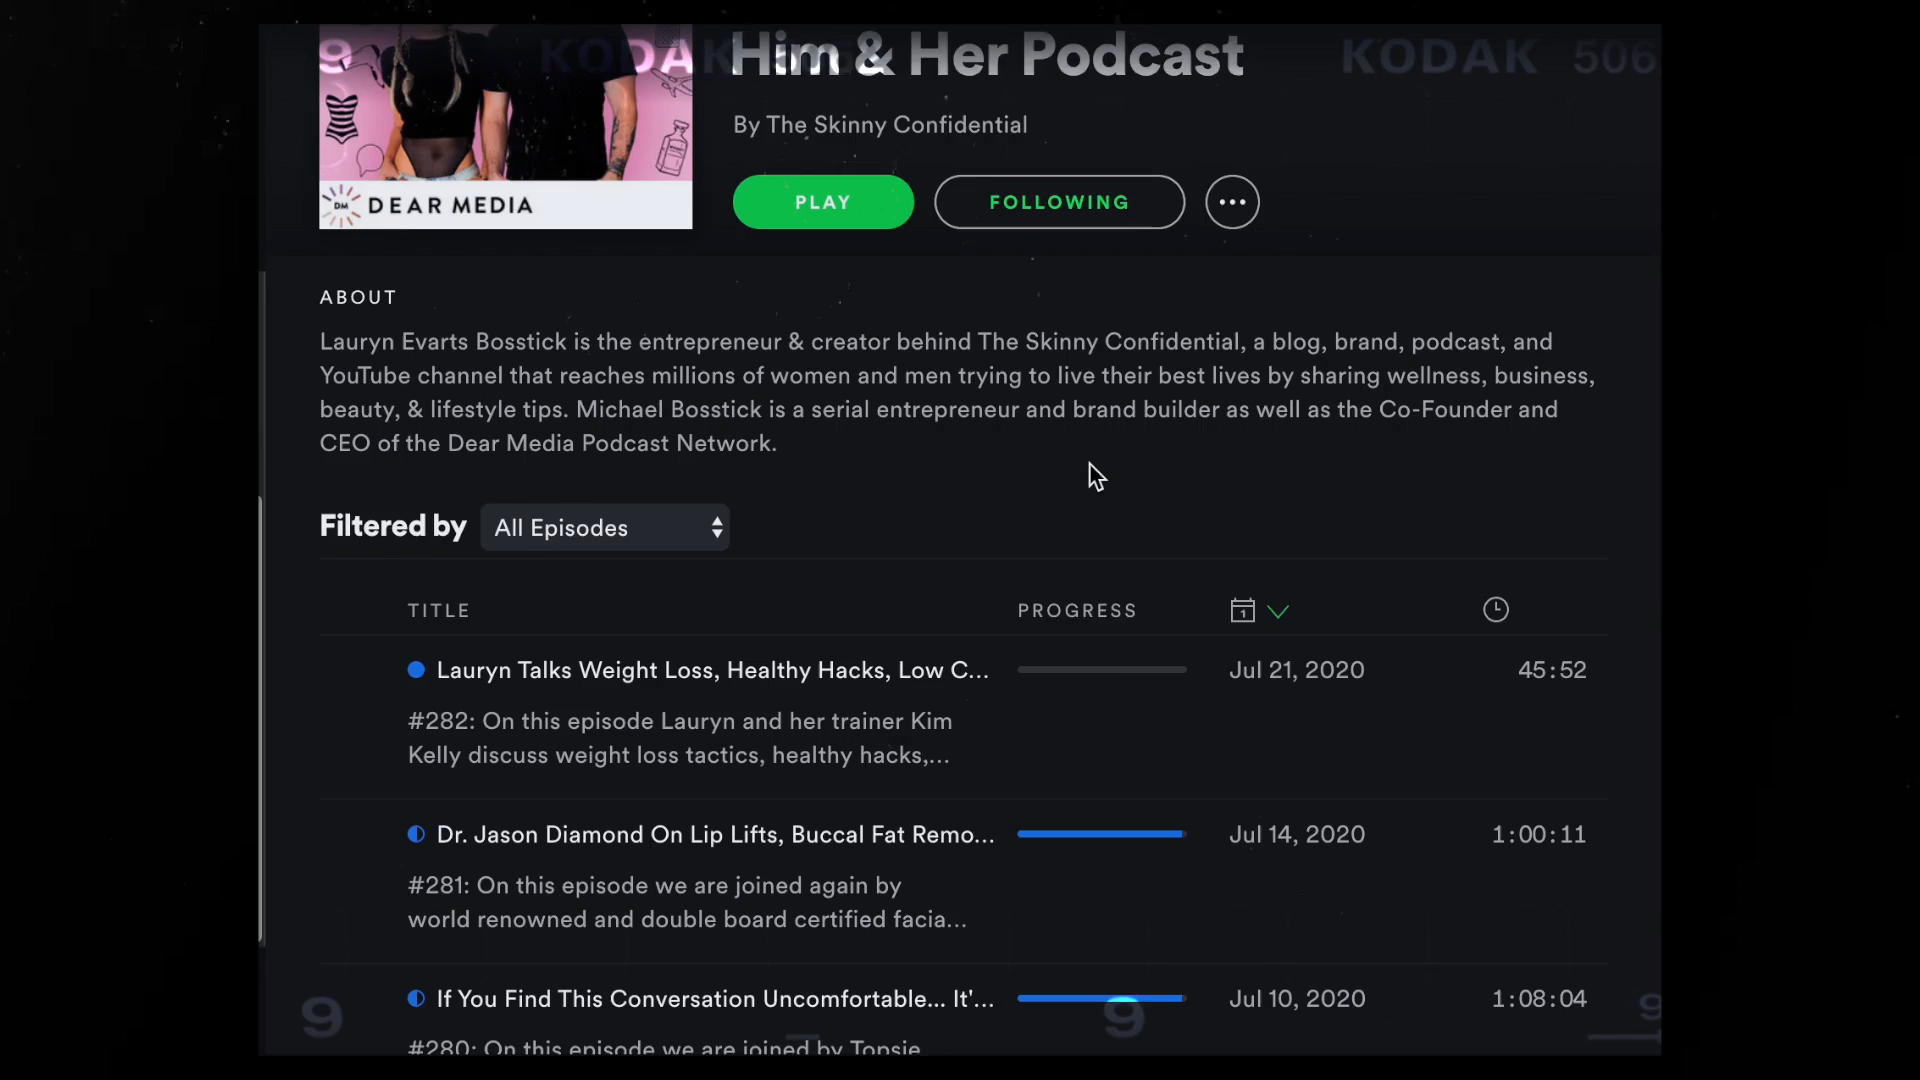 9 KODAK
KODAK 506
Him & Her Podcast
By The Skinny Confidential
DM DEAR MEDIA
PLAY
FOLLOWING
ABOUT
Lauryn Evarts Bosstick is the entrepreneur & creator behind The Skinny Confidential, a blog, brand, podcast, and
YouTube channel that reaches millions of women and men trying to live their best lives by sharing wellness, business,
beauty, & lifestyle tips. Michael Bosstick is a serial entrepreneur and brand builder as well as the Co-Founder and
CEO of the Dear Media Podcast Network.
Filtered by All Episodes
TITLE PROGRESS 1
Lauryn Talks Weight Loss, Healthy Hacks, Low C... Jul 21, 2020 45:52
#282: On this episode Lauryn and her trainer Kim
Kelly discuss weight loss tactics, healthy hacks,...
Dr. Jason Diamond On Lip Lifts, Buccal Fat Remo... Jul 14, 2020 1:00:11
#281: On this episode we are joined again by
world renowned and double board certified facia...
If You Find This Conversation Uncomfortable... It'... Jul 10, 2020 1:08:04
9 9 9
#280: On this episode we are joined by Topsie